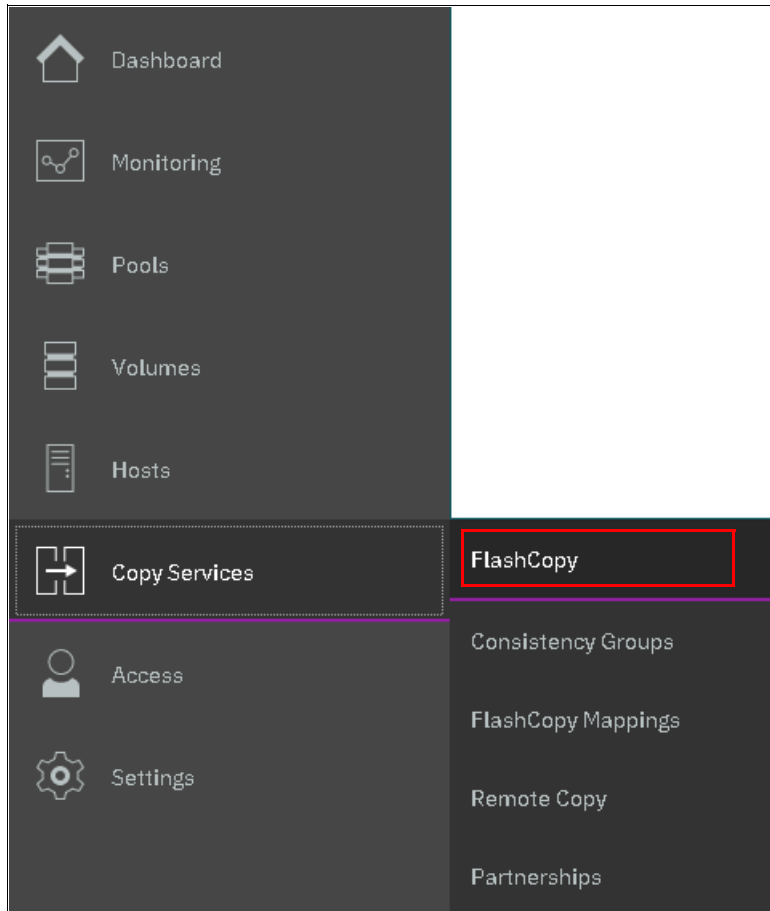 Dashboard
Monitoring
Pools
Volumes
Hosts
Copy Services
FlashCopy
Consistency Groups
FlashCopy Mappings
Remote Copy
Partnerships
Access
Settings